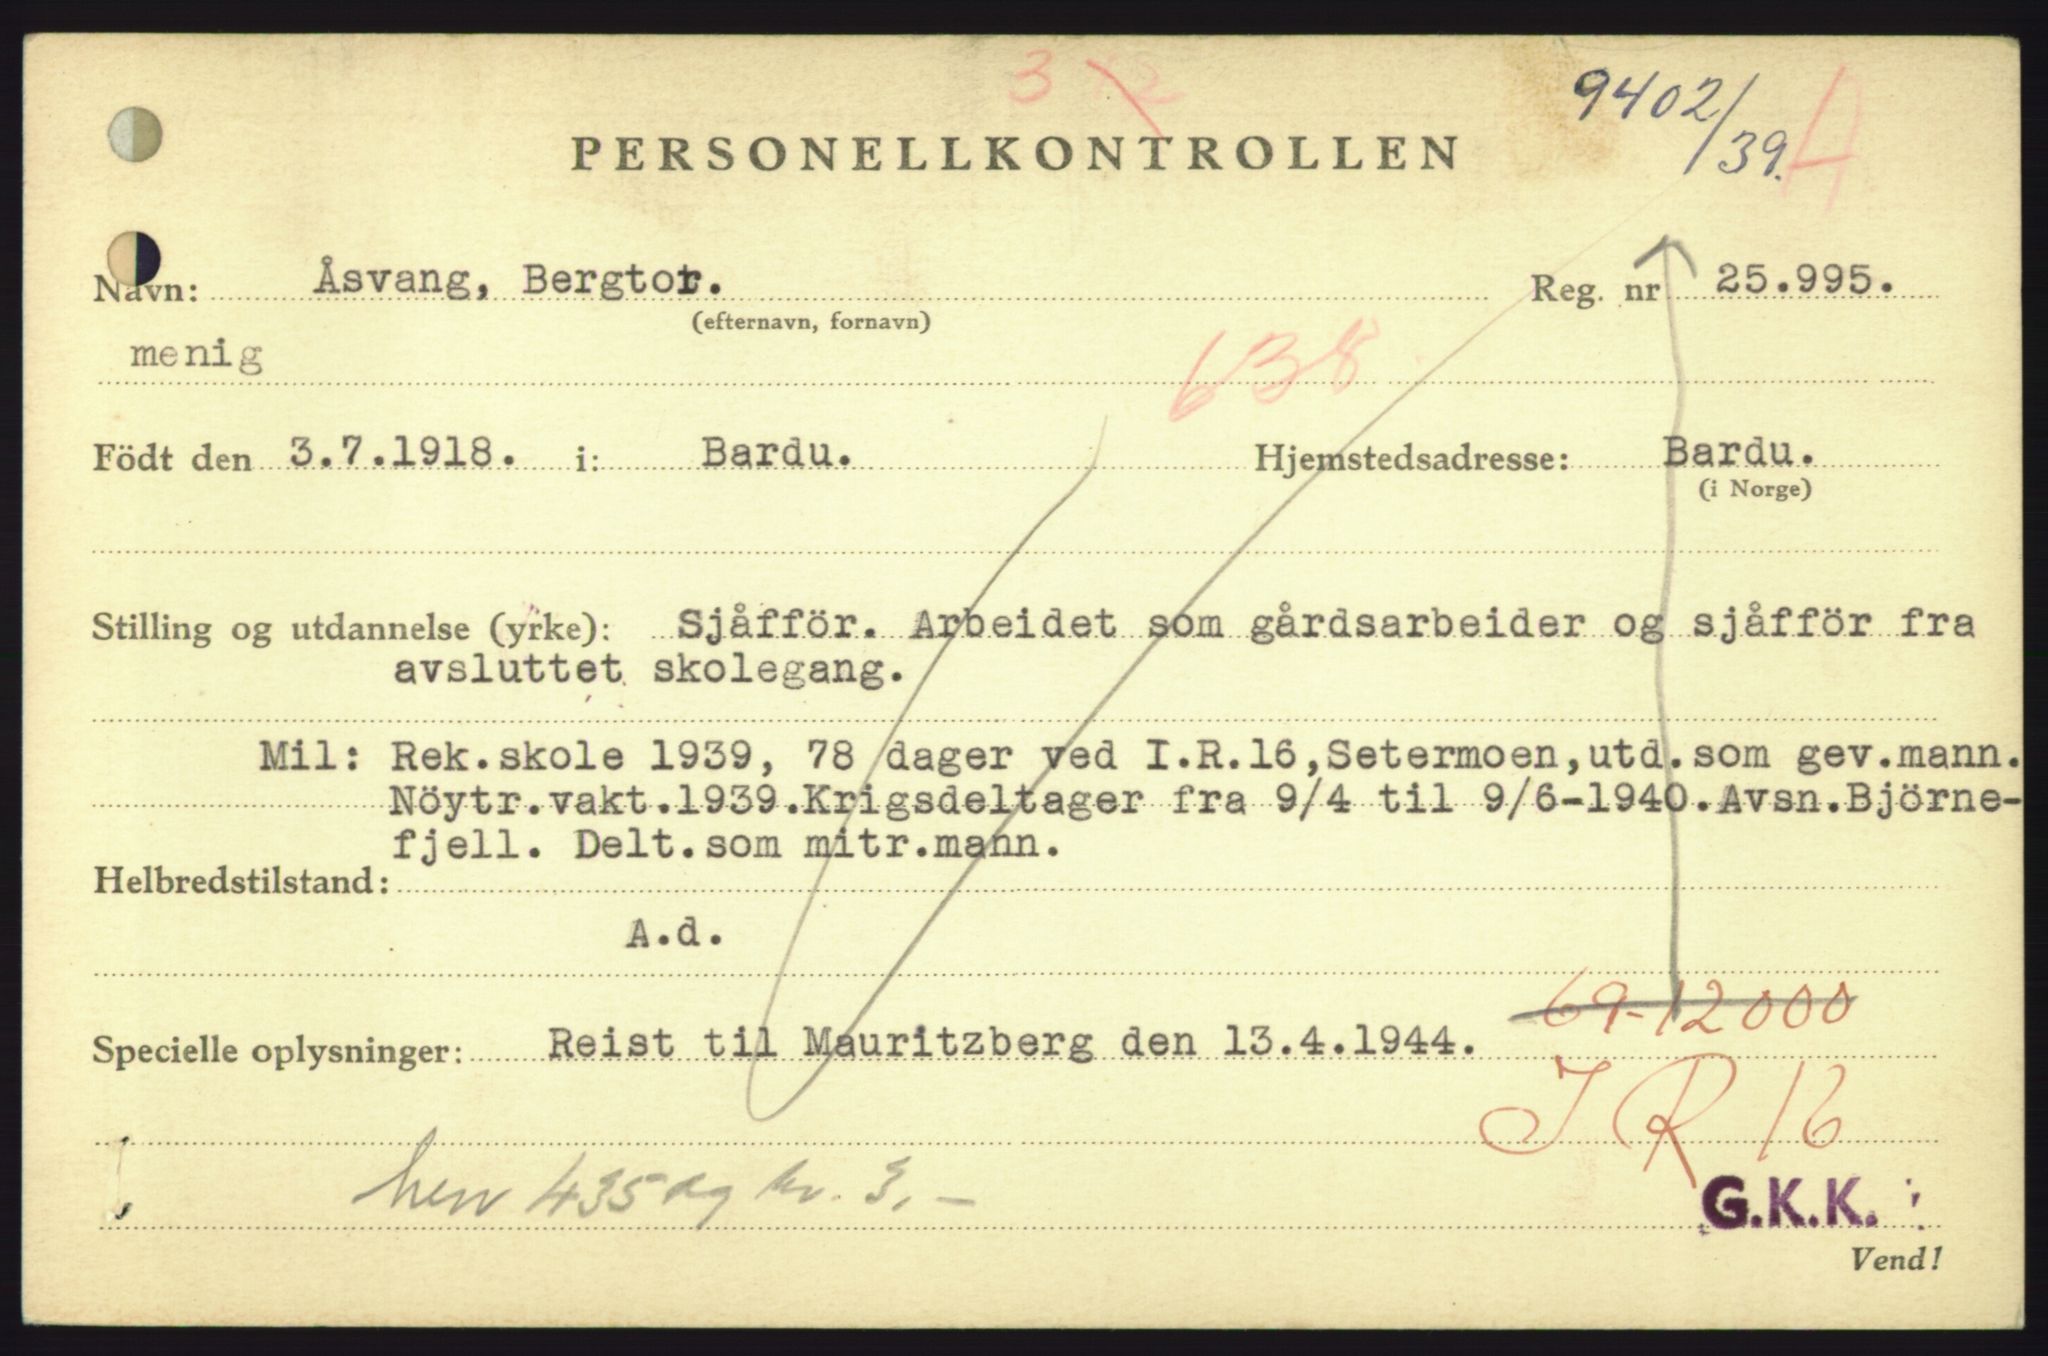 9402/39. A
PERSONELLKONTROLLEN
Navn: Åsvang, Bergtor. Reg. nr 25.995.
(efternavn, fornavn)
menig
638
Födt den 3.7.1918. i: Bardu. Hjemstedsadresse: Bardu.
(i Norge)
Stilling og utdannelse (yrke): Sjåfför. Arbeidet som gårdsarbeider og sjåfför fra
avsluttet skolegang.
Mil: Rek.skole 1939, 78 dager ved I.R.16,Setermoen,utd.som gev.mann.
Nöytr.vakt.1939.Krigsdeltager fra 9/4 til 9/6-1940.Avsn.Björne-
fjell. Delt.som mitr.mann.
Helbredstilstand:
A.d.
69-12000
Specielle oplysninger: Reist til Mauritzberg den 13.4.1944.
I R 16
435 dg kr. 3,-
G.K.K.
Vend!